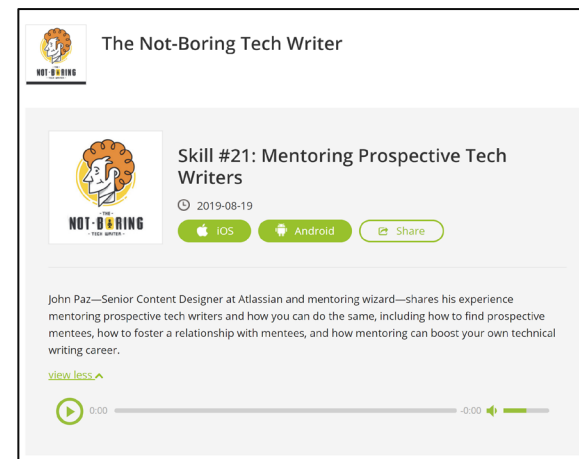 The Not-Boring Tech Writer
NOT-BORING
Skill #21: Mentoring Prospective Tech
Writers
2019-08-19
iOS
Android
Share
- THE -
NOT-BORING
- TECH WRITER -
John Paz—Senior Content Designer at Atlassian and mentoring wizard—shares his experience
mentoring prospective tech writers and how you can do the same, including how to find prospective
mentees, how to foster a relationship with mentees, and how mentoring can boost your own technical
writing career.
view less
0:00
-0:00